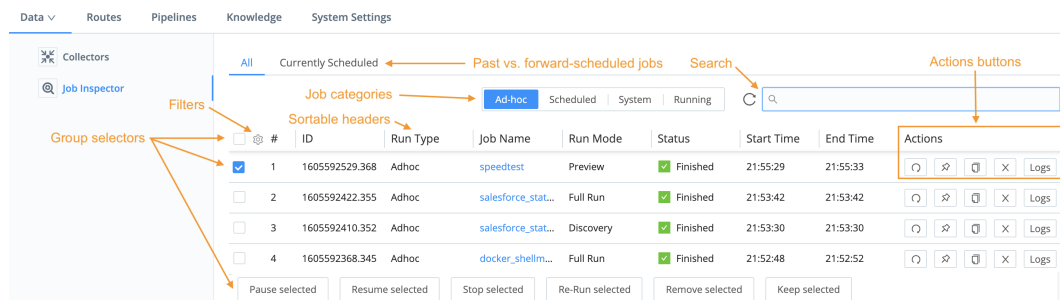 Data Routes Pipelines Knowledge System Settings
Collectors
Job Inspector
All Currently Scheduled Past vs. forward-scheduled jobs Search Actions buttons
Job categories Ad-hoc Scheduled System Running
Filters
Sortable headers
Group selectors
# ID Run Type Job Name Run Mode Status Start Time End Time Actions
1 1605592529.368 Adhoc speedtest Preview Finished 21:55:29 21:55:33 Logs
2 1605592422.355 Adhoc salesforce_stat... Full Run Finished 21:53:42 21:53:42 Logs
3 1605592410.352 Adhoc salesforce_stat... Discovery Finished 21:53:30 21:53:30 Logs
4 1605592368.345 Adhoc docker_shellm... Full Run Finished 21:52:48 21:52:52 Logs
Pause selected Resume selected Stop selected Re-Run selected Remove selected Keep selected